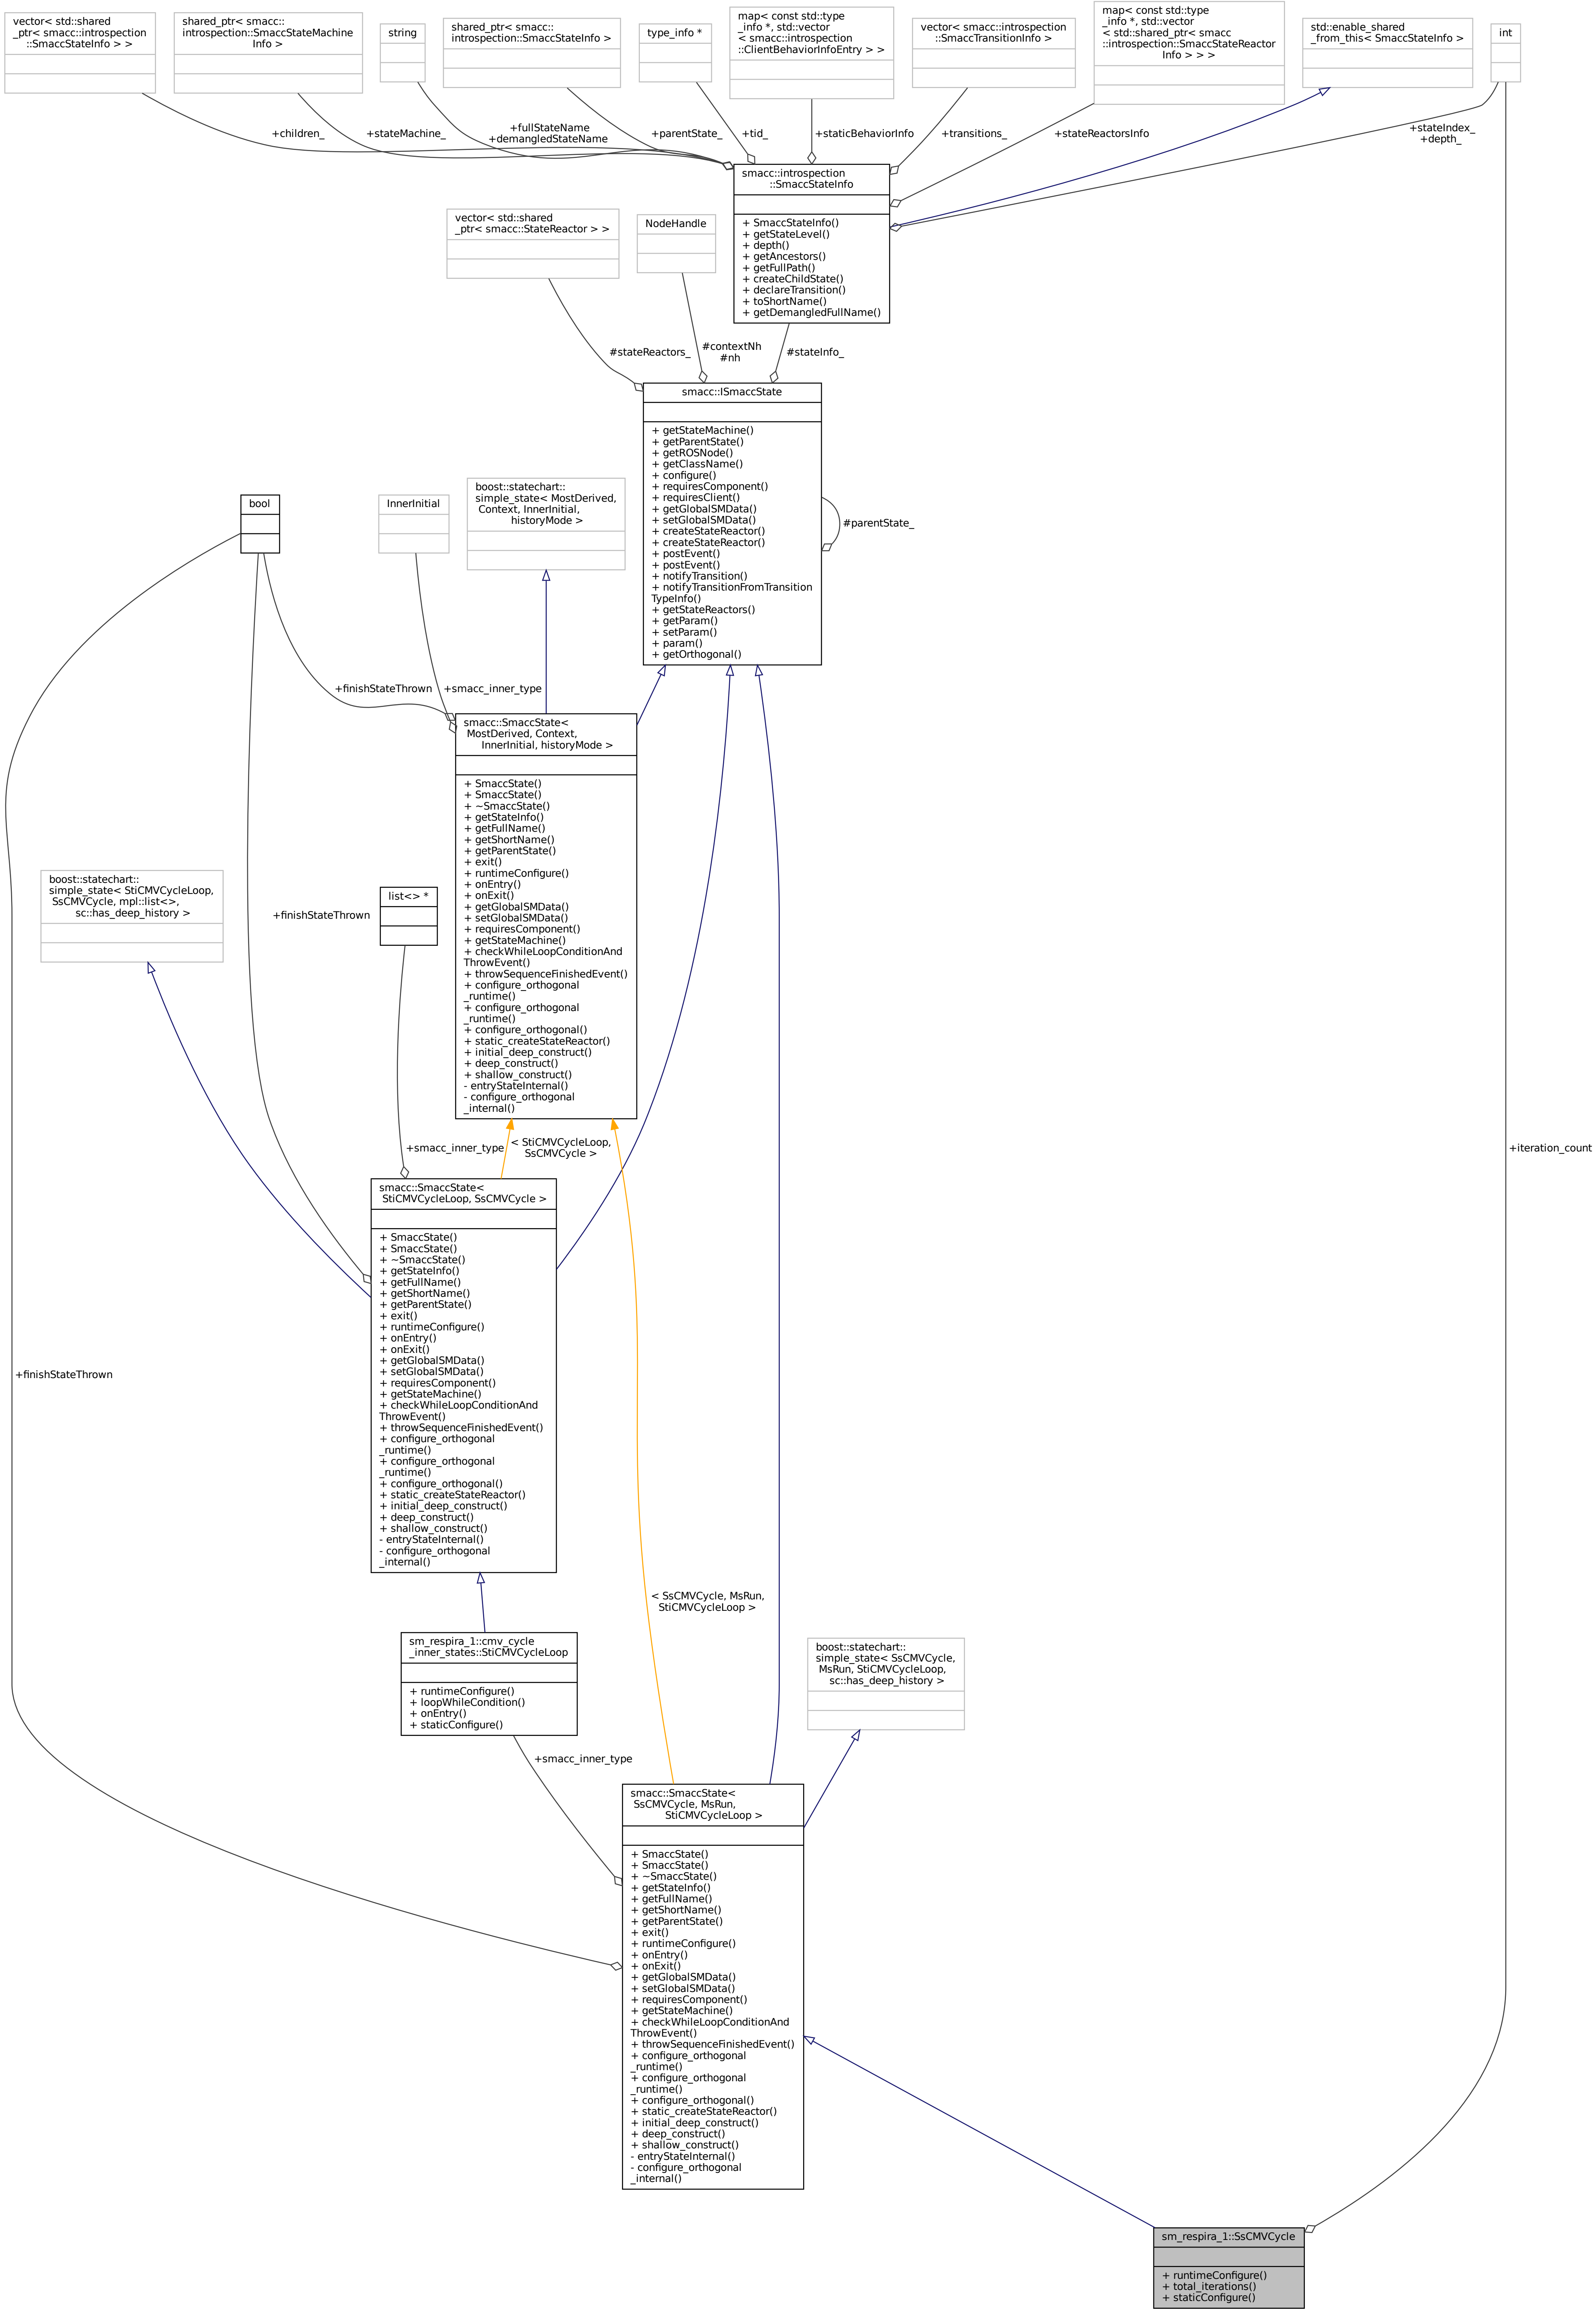 vector< std::shared
_ptr< smacc::introspection
::SmaccStateInfo > >
shared_ptr< smacc::
introspection::SmaccStateMachine
Info >
string
shared_ptr< smacc::
introspection::SmaccStateInfo >
type_info *
map< const std::type
_info *, std::vector
< smacc::introspection
::ClientBehaviorInfoEntry > >
vector< smacc::introspection
::SmaccTransitionInfo >
map< const std::type
_info *, std::vector
< std::shared_ptr< smacc
::introspection::SmaccStateReactor
Info > > >
std::enable_shared
_from_this< SmaccStateInfo >
int
+children_
+stateMachine_
+fullStateName
+demangledStateName
+parentState_
+tid_
+staticBehaviorInfo
+transitions_
+stateReactorsInfo
+stateIndex_
+depth_
smacc::introspection
::SmaccStateInfo
+ SmaccStateInfo()
+ getStateLevel()
+ depth()
+ getAncestors()
+ getFullPath()
+ createChildState()
+ declareTransition()
+ toShortName()
+ getDemangledFullName()
vector< std::shared
_ptr< smacc::StateReactor > >
NodeHandle
#stateReactors_
#contextNh
#nh
#stateInfo_
smacc::ISmaccState
+ getStateMachine()
+ getParentState()
+ getROSNode()
+ getClassName()
+ configure()
+ requiresComponent()
+ requiresClient()
+ getGlobalSMData()
+ setGlobalSMData()
+ createStateReactor()
+ createStateReactor()
+ postEvent()
+ postEvent()
+ notifyTransition()
+ notifyTransitionFromTransition
TypeInfo()
+ getStateReactors()
+ getParam()
+ setParam()
+ param()
+ getOrthogonal()
#parentState_
bool
InnerInitial
boost::statechart::
simple_state< MostDerived,
Context, InnerInitial,
historyMode >
+finishStateThrown
+smacc_inner_type
smacc::SmaccState<
MostDerived, Context,
InnerInitial, historyMode >
+ SmaccState()
+ SmaccState()
+ ~SmaccState()
+ getStateInfo()
+ getFullName()
+ getShortName()
+ getParentState()
+ exit()
+ runtimeConfigure()
+ onEntry()
+ onExit()
+ getGlobalSMData()
+ setGlobalSMData()
+ requiresComponent()
+ getStateMachine()
+ checkWhileLoopConditionAnd
ThrowEvent()
+ throwSequenceFinishedEvent()
+ configure_orthogonal
_runtime()
+ configure_orthogonal
_runtime()
+ configure_orthogonal()
+ static_createStateReactor()
+ initial_deep_construct()
+ deep_construct()
+ shallow_construct()
- entryStateInternal()
- configure_orthogonal
_internal()
boost::statechart::
simple_state< StiCMVCycleLoop,
SsCMVCycle, mpl::list<>,
sc::has_deep_history >
+finishStateThrown
list<> *
+smacc_inner_type
< StiCMVCycleLoop,
SsCMVCycle >
+iteration_count
smacc::SmaccState<
StiCMVCycleLoop, SsCMVCycle >
+ SmaccState()
+ SmaccState()
+ ~SmaccState()
+ getStateInfo()
+ getFullName()
+ getShortName()
+ getParentState()
+ exit()
+ runtimeConfigure()
+ onEntry()
+ onExit()
+ getGlobalSMData()
+ setGlobalSMData()
+ requiresComponent()
+ getStateMachine()
+ checkWhileLoopConditionAnd
ThrowEvent()
+ throwSequenceFinishedEvent()
+ configure_orthogonal
_runtime()
+ configure_orthogonal
_runtime()
+ configure_orthogonal()
+ static_createStateReactor()
+ initial_deep_construct()
+ deep_construct()
+ shallow_construct()
- entryStateInternal()
- configure_orthogonal
_internal()
+finishStateThrown
< SsCMVCycle, MsRun,
StiCMVCycleLoop >
sm_respira_1::cmv_cycle
_inner_states::StiCMVCycleLoop
+ runtimeConfigure()
+ loopWhileCondition()
+ onEntry()
+ staticConfigure()
boost::statechart::
simple_state< SsCMVCycle,
MsRun, StiCMVCycleLoop,
sc::has_deep_history >
+smacc_inner_type
smacc::SmaccState<
SsCMVCycle, MsRun,
StiCMVCycleLoop >
+ SmaccState()
+ SmaccState()
+ ~SmaccState()
+ getStateInfo()
+ getFullName()
+ getShortName()
+ getParentState()
+ exit()
+ runtimeConfigure()
+ onEntry()
+ onExit()
+ getGlobalSMData()
+ setGlobalSMData()
+ requiresComponent()
+ getStateMachine()
+ checkWhileLoopConditionAnd
ThrowEvent()
+ throwSequenceFinishedEvent()
+ configure_orthogonal
_runtime()
+ configure_orthogonal
_runtime()
+ configure_orthogonal()
+ static_createStateReactor()
+ initial_deep_construct()
+ deep_construct()
+ shallow_construct()
- entryStateInternal()
- configure_orthogonal
_internal()
sm_respira_1::SsCMVCycle
+ runtimeConfigure()
+ total_iterations()
+ staticConfigure()